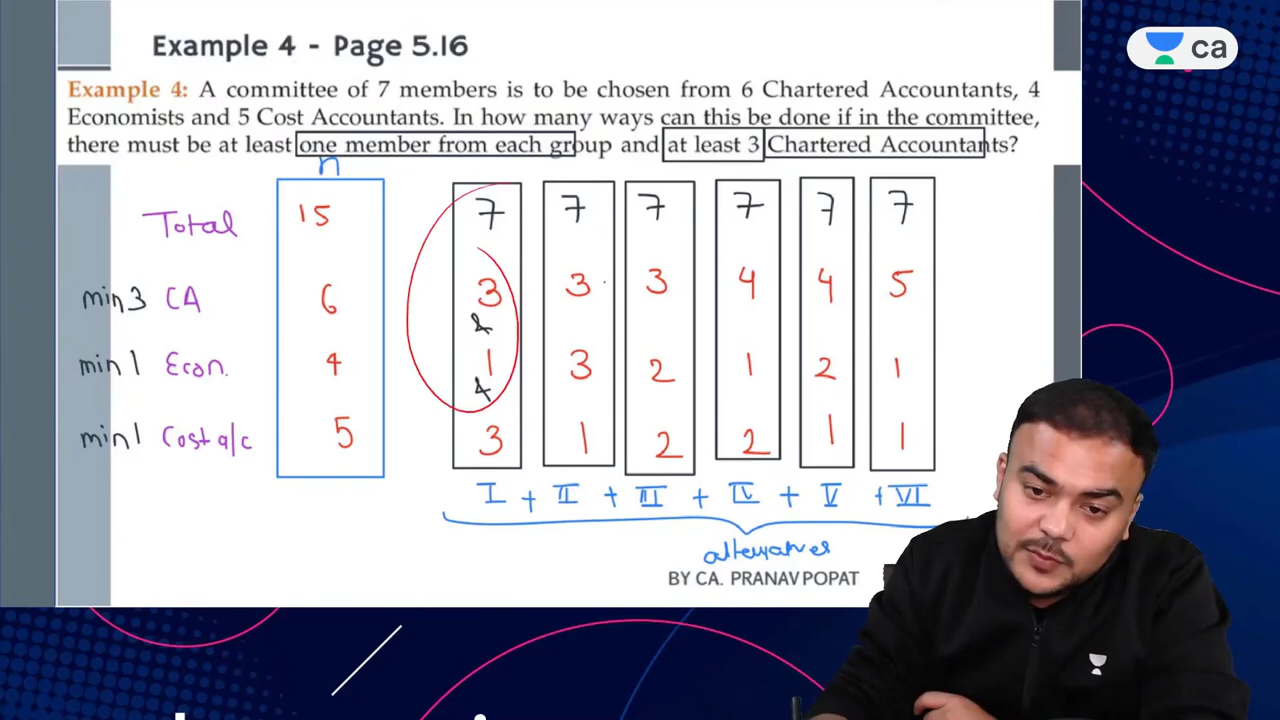 Example 4 - Page 5.16
ca
Example 4: A committee of 7 members is to be chosen from 6 Chartered Accountants, 4
Economists and 5 Cost Accountants. In how many ways can this be done if in the committee,
there must be at least one member from each group and at least 3 Chartered Accountants?
n
Total 15 7 7 7 7 7 7
min 3 CA 6 3 3 3 4 4 5
&
min 1 Econ. 4 1 3 2 1 2 1
&
min 1 Cost a/c 5 3 1 2 2 1 1
I + II + III + IV + V + VI
BY CA. PRANAV POPAT